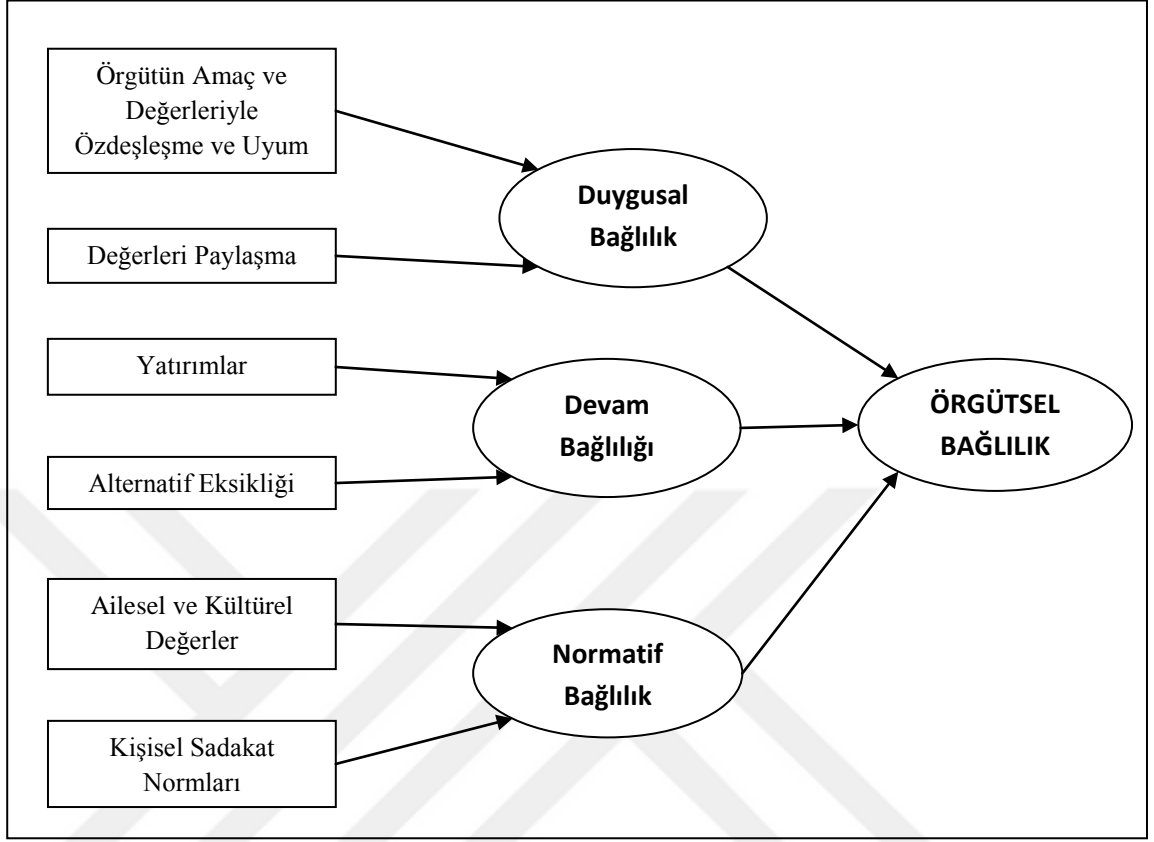 Örgütün Amaç ve
Değerleriyle
Özdeşleşme ve Uyum
Değerleri Paylaşma
Duygusal
Bağlılık
Yatırımlar
Alternatif Eksikliği
Devam
Bağlılığı
Ailesel ve Kültürel
Değerler
Kişisel Sadakat
Normları
Normatif
Bağlılık
ÖRGÜTSEL
BAĞLILIK